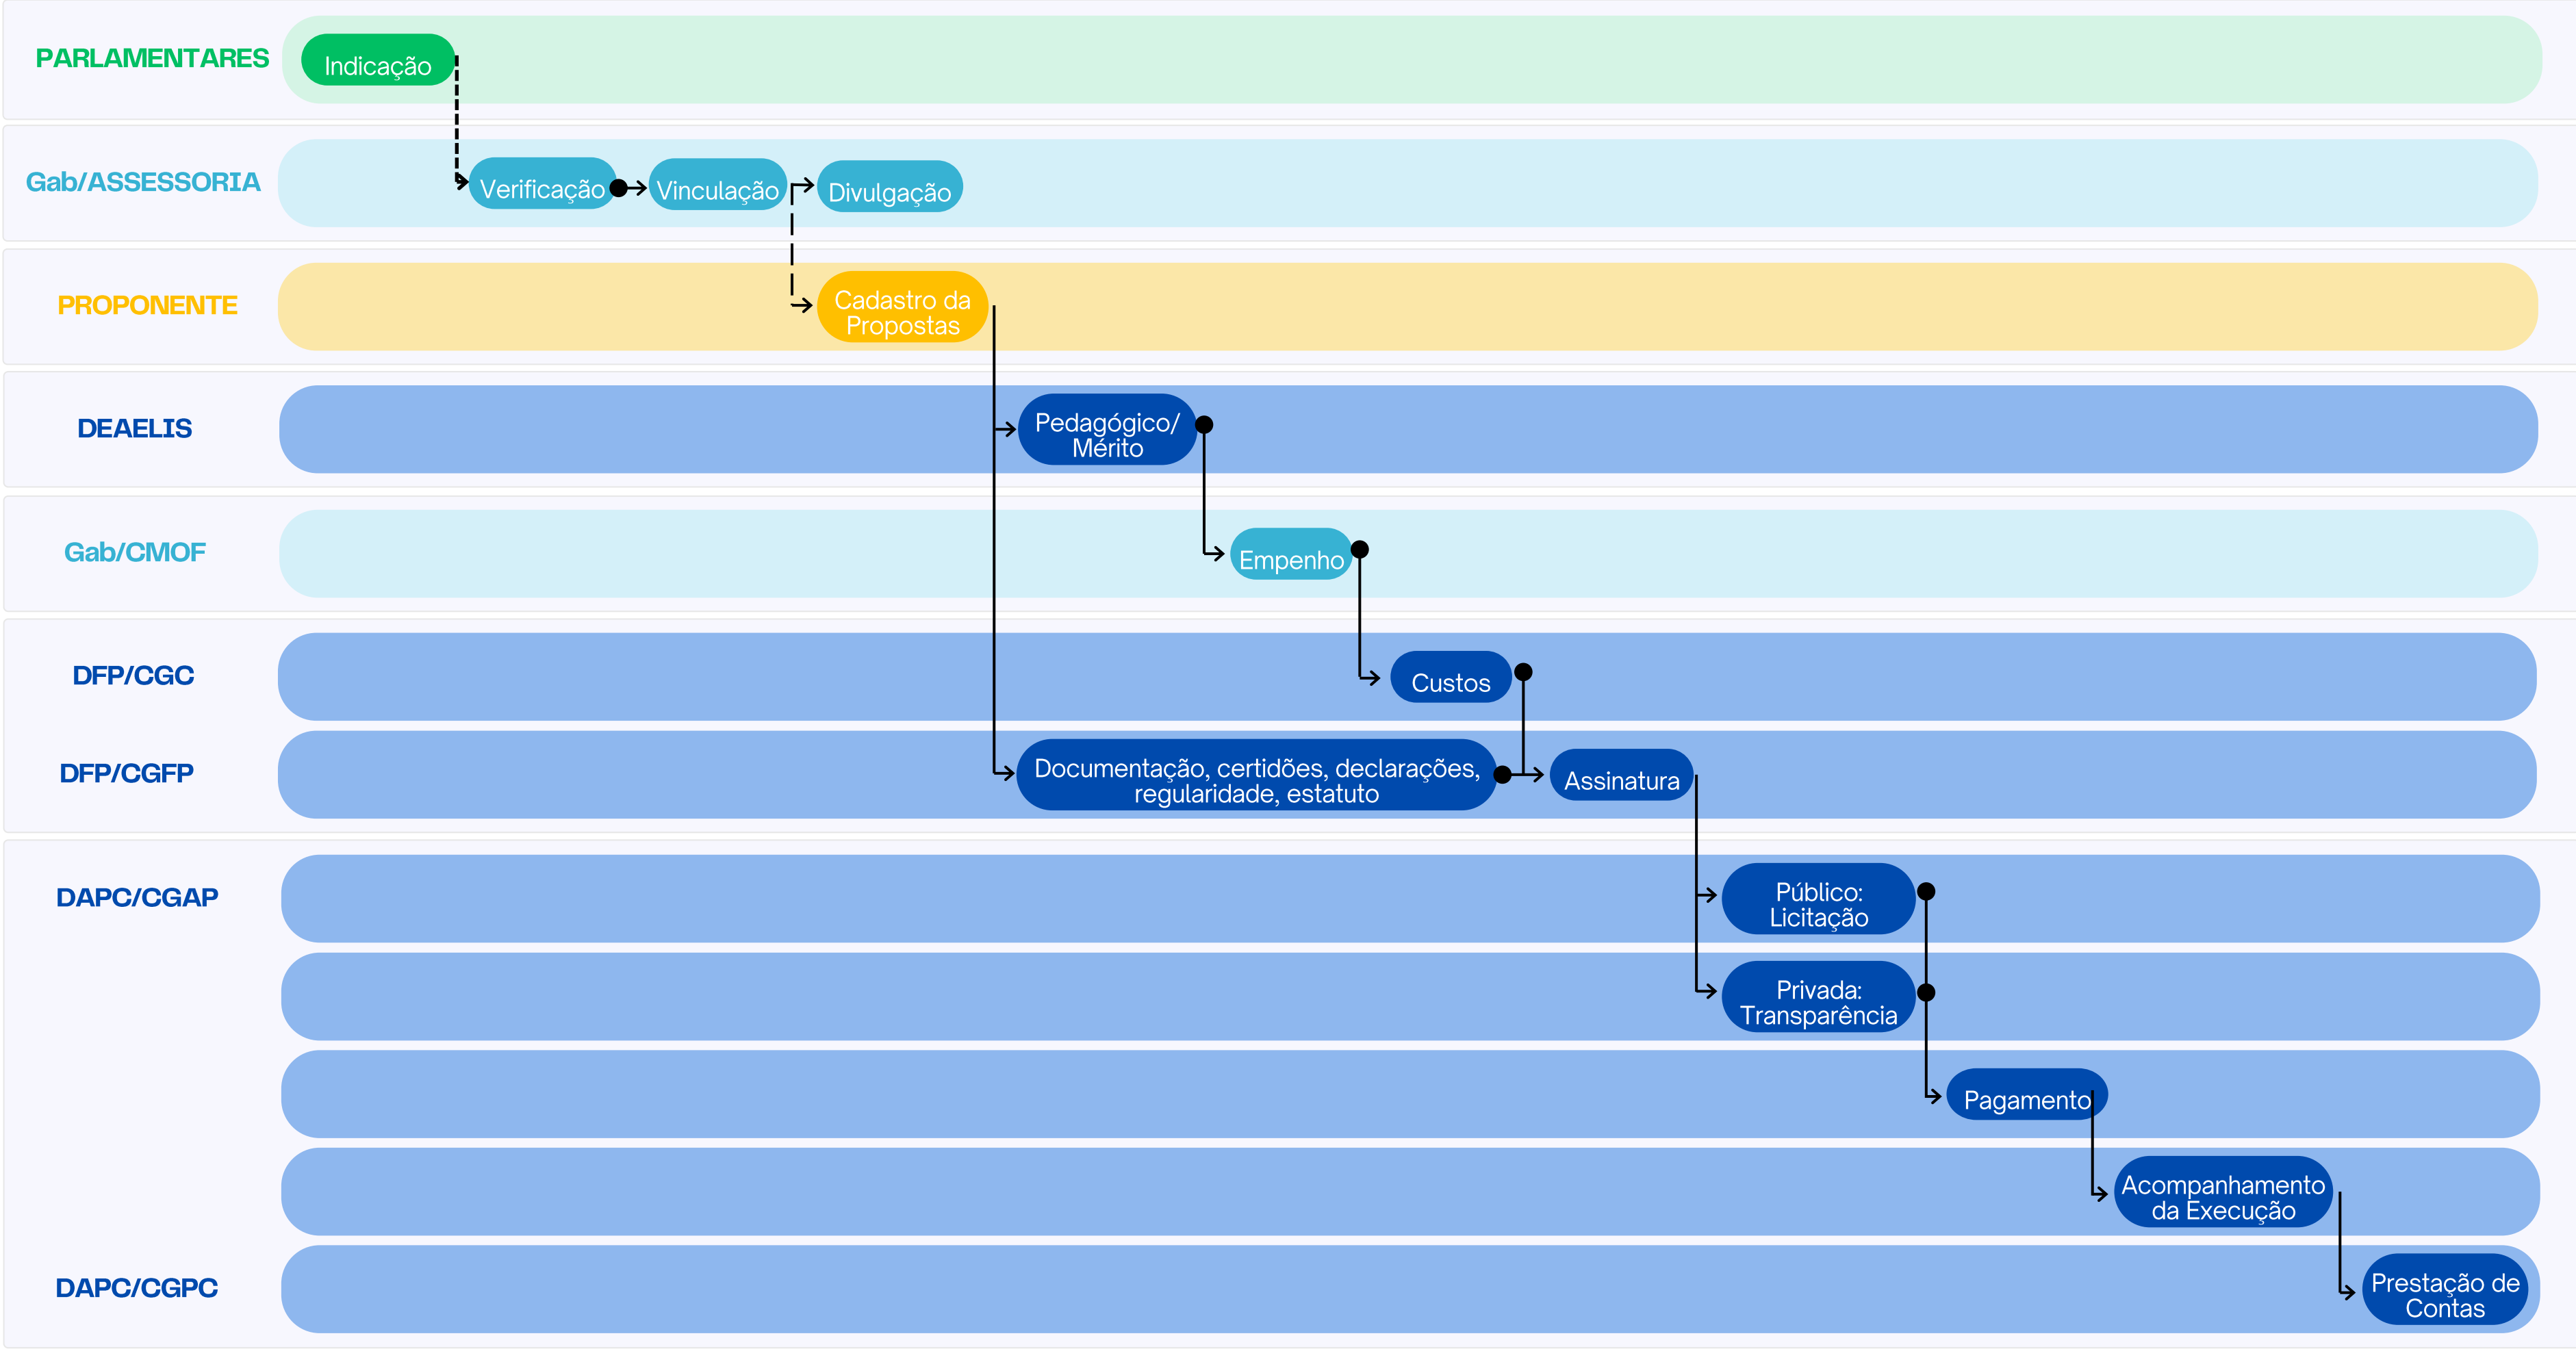 PARLAMENTARES
Indicação
Gab/ASSESSORIA
Verificação
Vinculação
Divulgação
PROPONENTE
Cadastro da
Propostas
DEAELIS
Pedagógico/
Mérito
Gab/CMOF
Empenho
DFP/CGC
Custos
DFP/CGFP
Documentação, certidões, declarações,
regularidade, estatuto
Assinatura
DAPC/CGAP
Público:
Licitação
Privada:
Transparência
Pagamento
Acompanhamento
da Execução
DAPC/CGPC
Prestação de
Contas